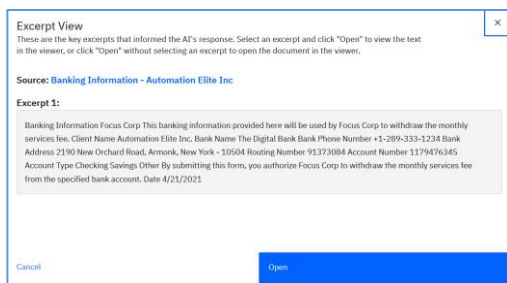 Excerpt View
×
These are the key excerpts that informed the AI's response. Select an excerpt and click "Open" to view the text
in the viewer, or click "Open" without selecting an excerpt to open the document in the viewer.
Source: Banking Information - Automation Elite Inc
Excerpt 1:
Banking Information Focus Corp This banking information provided here will be used by Focus Corp to withdraw the monthly
services fee. Client Name Automation Elite Inc. Bank Name The Digital Bank Bank Phone Number +1-289-333-1234 Bank
Address 2190 New Orchard Road, Armonk, New York - 10504 Routing Number 91373084 Account Number 1179476345
Account Type Checking Savings Other By submitting this form, you authorize Focus Corp to withdraw the monthly services fee
from the specified bank account. Date 4/21/2021
Cancel
Open